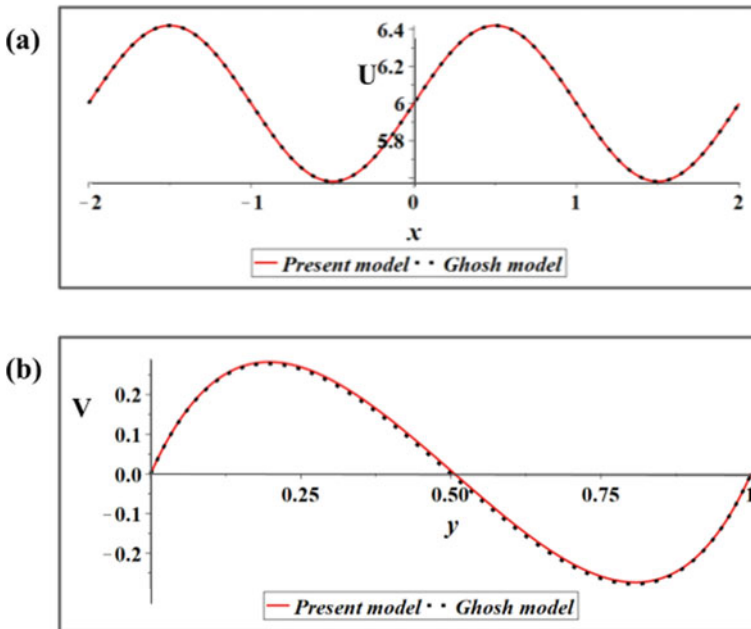 (a)
6.4
U
6.2
6
5.8
−2 −1 0 1 2
x
Present model Ghosh model
(b)
0.2
V
0.1
0.0
0.25 0.50 0.75 1
−0.1
y
−0.2
Present model Ghosh model